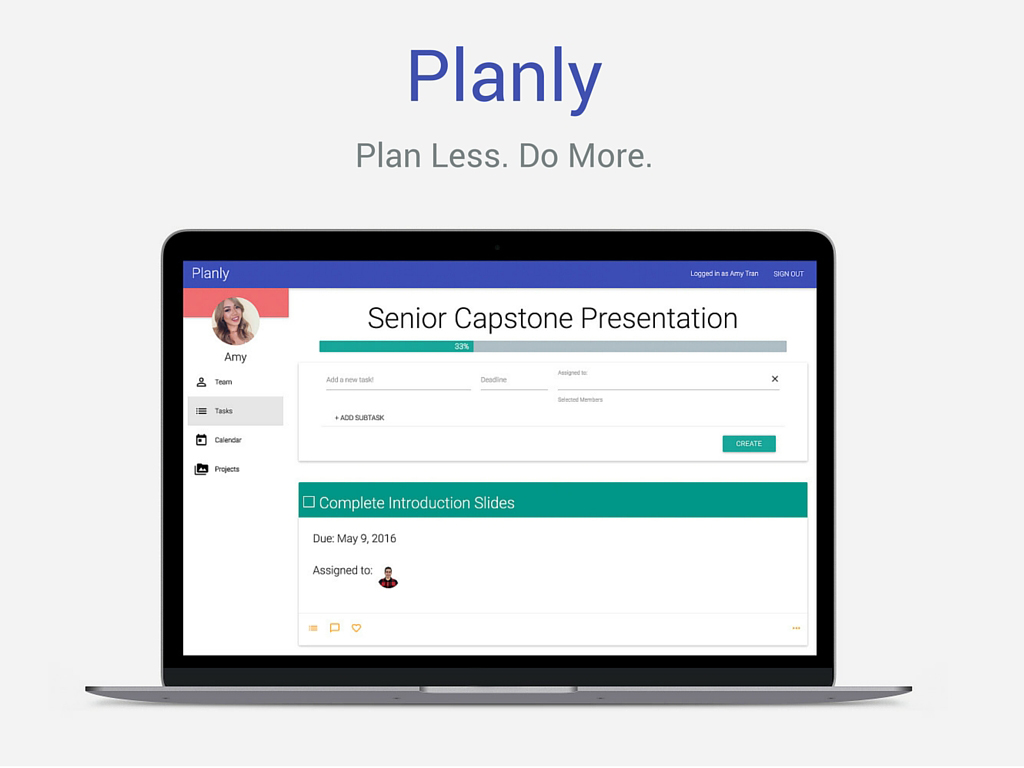 Planly
Plan Less. Do More.
Planly
Logged in as Amy Tran
SIGN OUT
Amy
Team
Tasks
Calendar
Projects
Senior Capstone Presentation
33%
Add a new task!
Deadline
Assigned to:
Selected Members
+ ADD SUBTASK
CREATE
Complete Introduction Slides
Due: May 9, 2016
Assigned to: